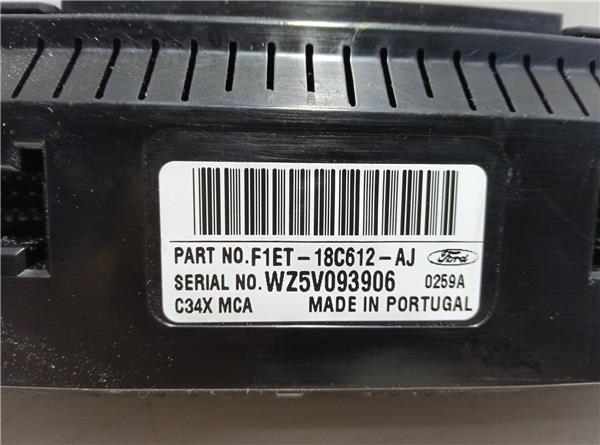 PART NO.F1ET-18C612-AJ Ford
SERIAL NO.WZ5V093906 0259A
C34X MCA MADE IN PORTUGAL